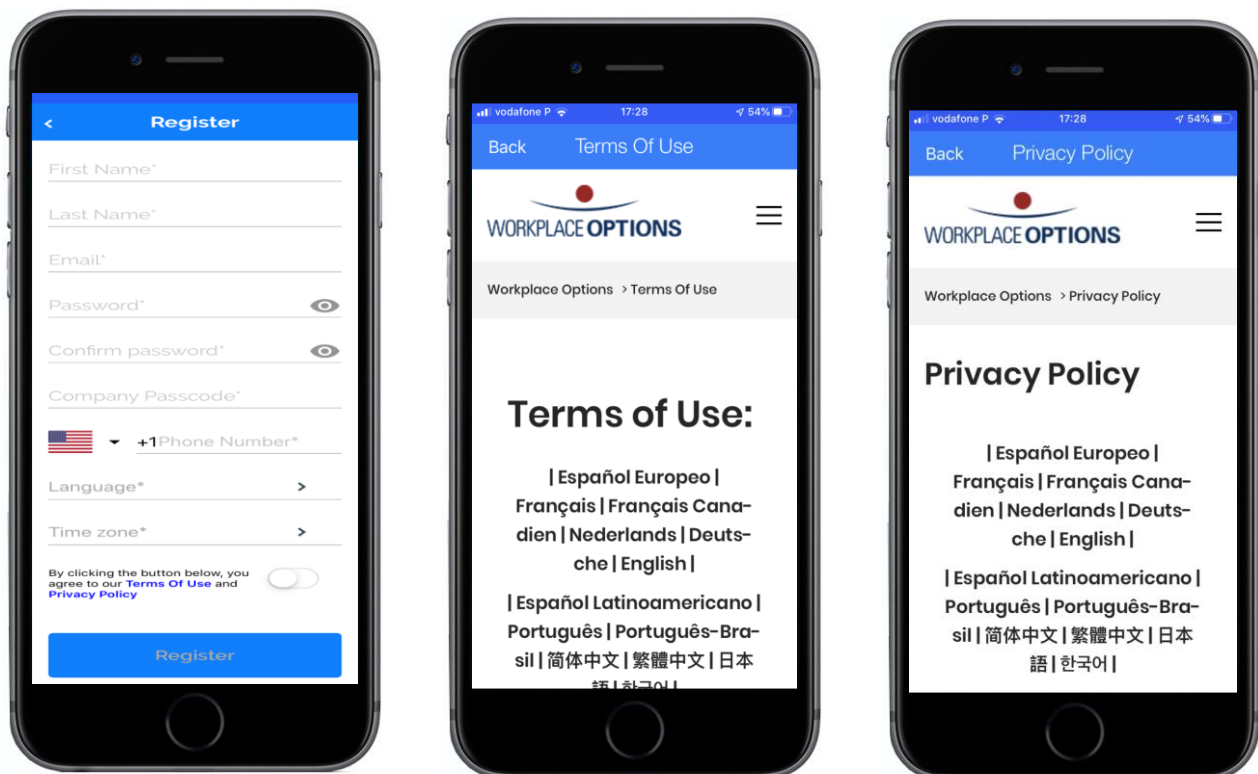 Register
First Name*
Last Name*
Email*
Password*
Confirm password*
Company Passcode*
+1Phone Number*
Language*
Time zone*
By clicking the button below, you
agree to our Terms Of Use and
Privacy Policy
Register
vodafone P 17:28 54%
Back Terms Of Use
WORKPLACE OPTIONS
Workplace Options > Terms Of Use
Terms of Use:
| Español Europeo |
Français | Français Cana-
dien | Nederlands | Deuts-
che | English |
| Español Latinoamericano |
Português | Português-Bra-
sil | 简体中文 | 繁體中文 | 日本
語 | 한국어 |
vodafone P 17:28 54%
Back Privacy Policy
WORKPLACE OPTIONS
Workplace Options > Privacy Policy
Privacy Policy
| Español Europeo |
Français | Français Cana-
dien | Nederlands | Deuts-
che | English |
| Español Latinoamericano |
Português | Português-Bra-
sil | 简体中文 | 繁體中文 | 日本
語 | 한국어 |